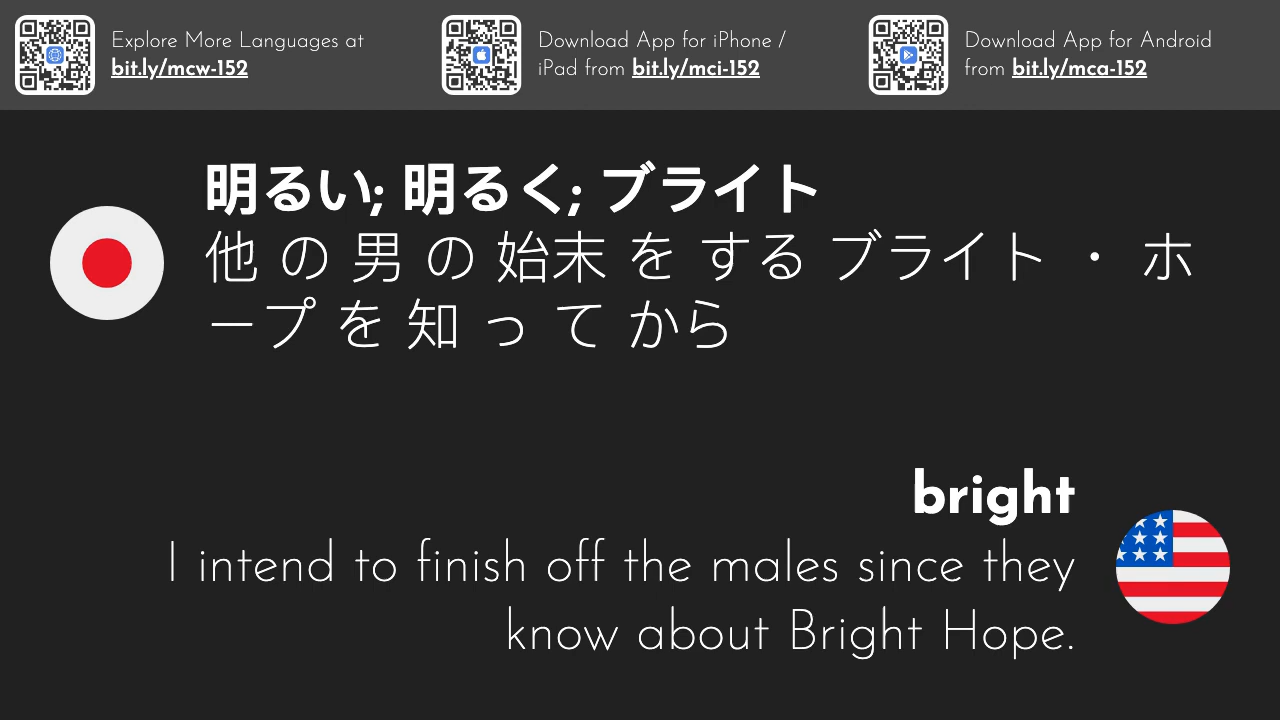 Explore More Languages at
bit.ly/mcw-152
Download App for iPhone /
iPad from bit.ly/mci-152
Download App for Android
from bit.ly/mca-152
明るい; 明るく; ブライト
他 の 男 の 始末 を する ブライト ・ ホ
ープ を 知 っ て から
bright
I intend to finish off the males since they
know about Bright Hope.